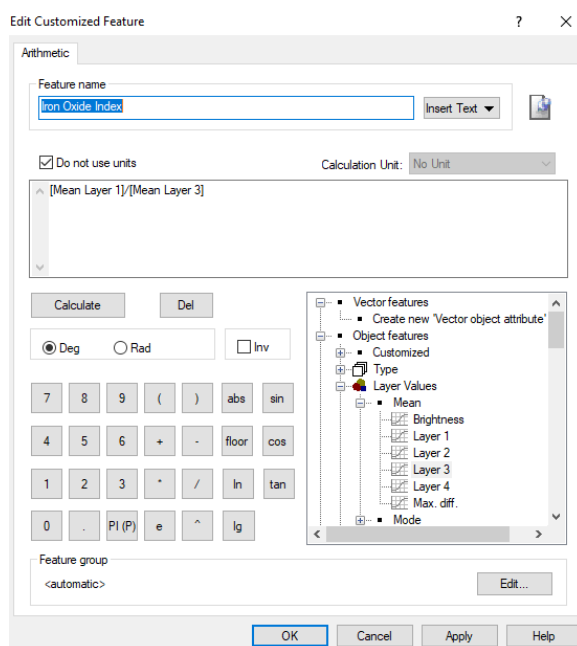 Edit Customized Feature ? ×
Arithmetic
Feature name
Iron Oxide Index
Insert Text
Do not use units
Calculation Unit: No Unit
[Mean Layer 1]/[Mean Layer 3]
Calculate Del
Deg Rad Inv
7 8 9 ( ) abs sin
4 5 6 + - floor cos
1 2 3 * / ln tan
0 . PI (P) e ^ lg
Vector features
Create new 'Vector object attribute'
Object features
Customized
Type
Layer Values
Mean
Brightness
Layer 1
Layer 2
Layer 3
Layer 4
Max. diff.
Mode
Feature group
<automatic>
Edit...
OK Cancel Apply Help